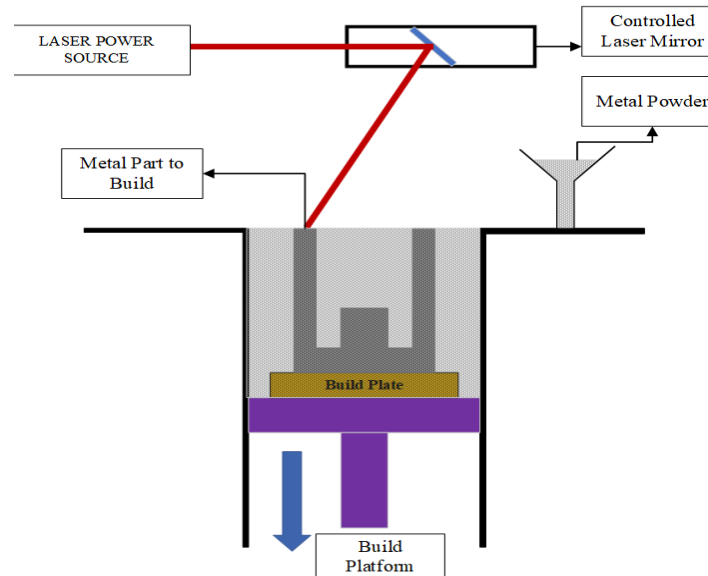 LASER POWER
SOURCE
Controlled
Laser Mirror
Metal Powder
Metal Part to
Build
Build Plate
Build
Platform